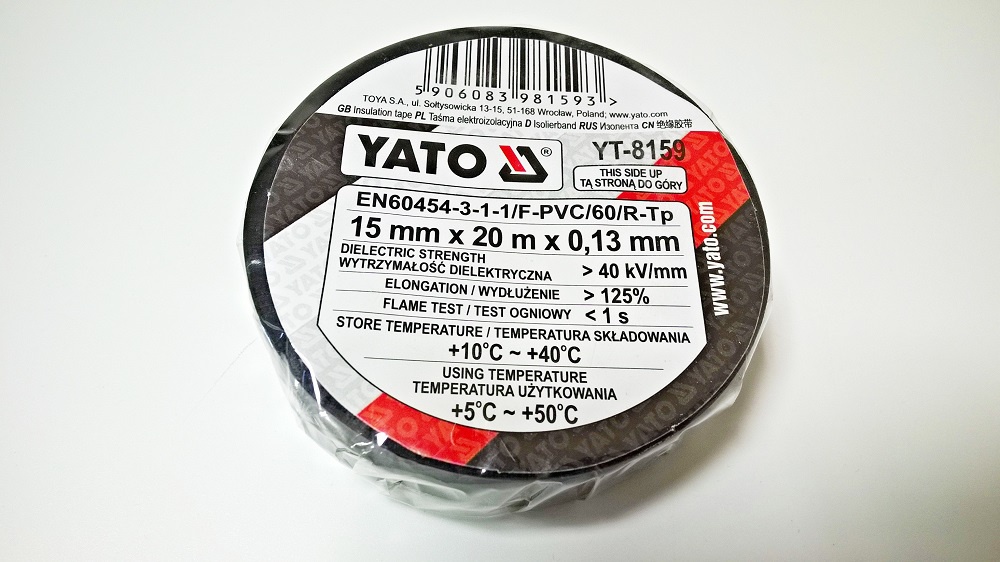 5 906083 981593 >
TOYA S.A., ul. Sołtysowicka 13-15, 51-168 Wrocław, Poland; www.yato.com
GB Insulation tape PL Taśma elektroizolacyjna D Isolierband RUS Изолента CN 绝缘胶带
YATO ® YT-8159
THIS SIDE UP
TĄ STRONĄ DO GÓRY
EN60454-3-1-1/F-PVC/60/R-Tp
15 mm x 20 m x 0,13 mm
DIELECTRIC STRENGTH
WYTRZYMAŁOŚĆ DIELEKTRYCZNA > 40 kV/mm
ELONGATION / WYDŁUŻENIE > 125%
FLAME TEST / TEST OGNIOWY < 1 s
STORE TEMPERATURE / TEMPERATURA SKŁADOWANIA
+10°C ~ +40°C
USING TEMPERATURE
TEMPERATURA UŻYTKOWANIA
+5°C ~ +50°C
www.yato.com